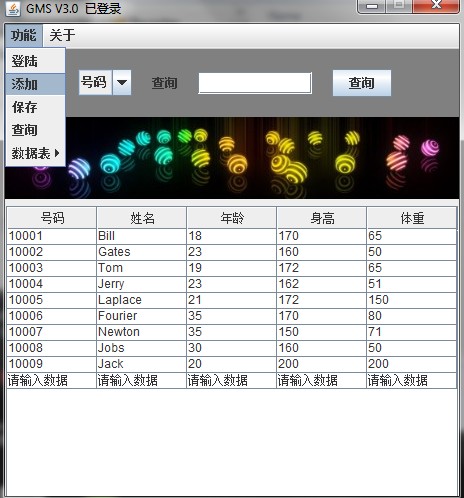 GMS V3.0 已登录
功能 关于
登陆
添加
保存
查询
数据表
号码 查询 查询
号码 姓名 年龄 身高 体重
10001 Bill 18 170 65
10002 Gates 23 160 50
10003 Tom 19 172 65
10004 Jerry 23 162 51
10005 Laplace 21 172 150
10006 Fourier 35 170 80
10007 Newton 35 150 71
10008 Jobs 30 160 50
10009 Jack 20 200 200
请输入数据 请输入数据 请输入数据 请输入数据 请输入数据